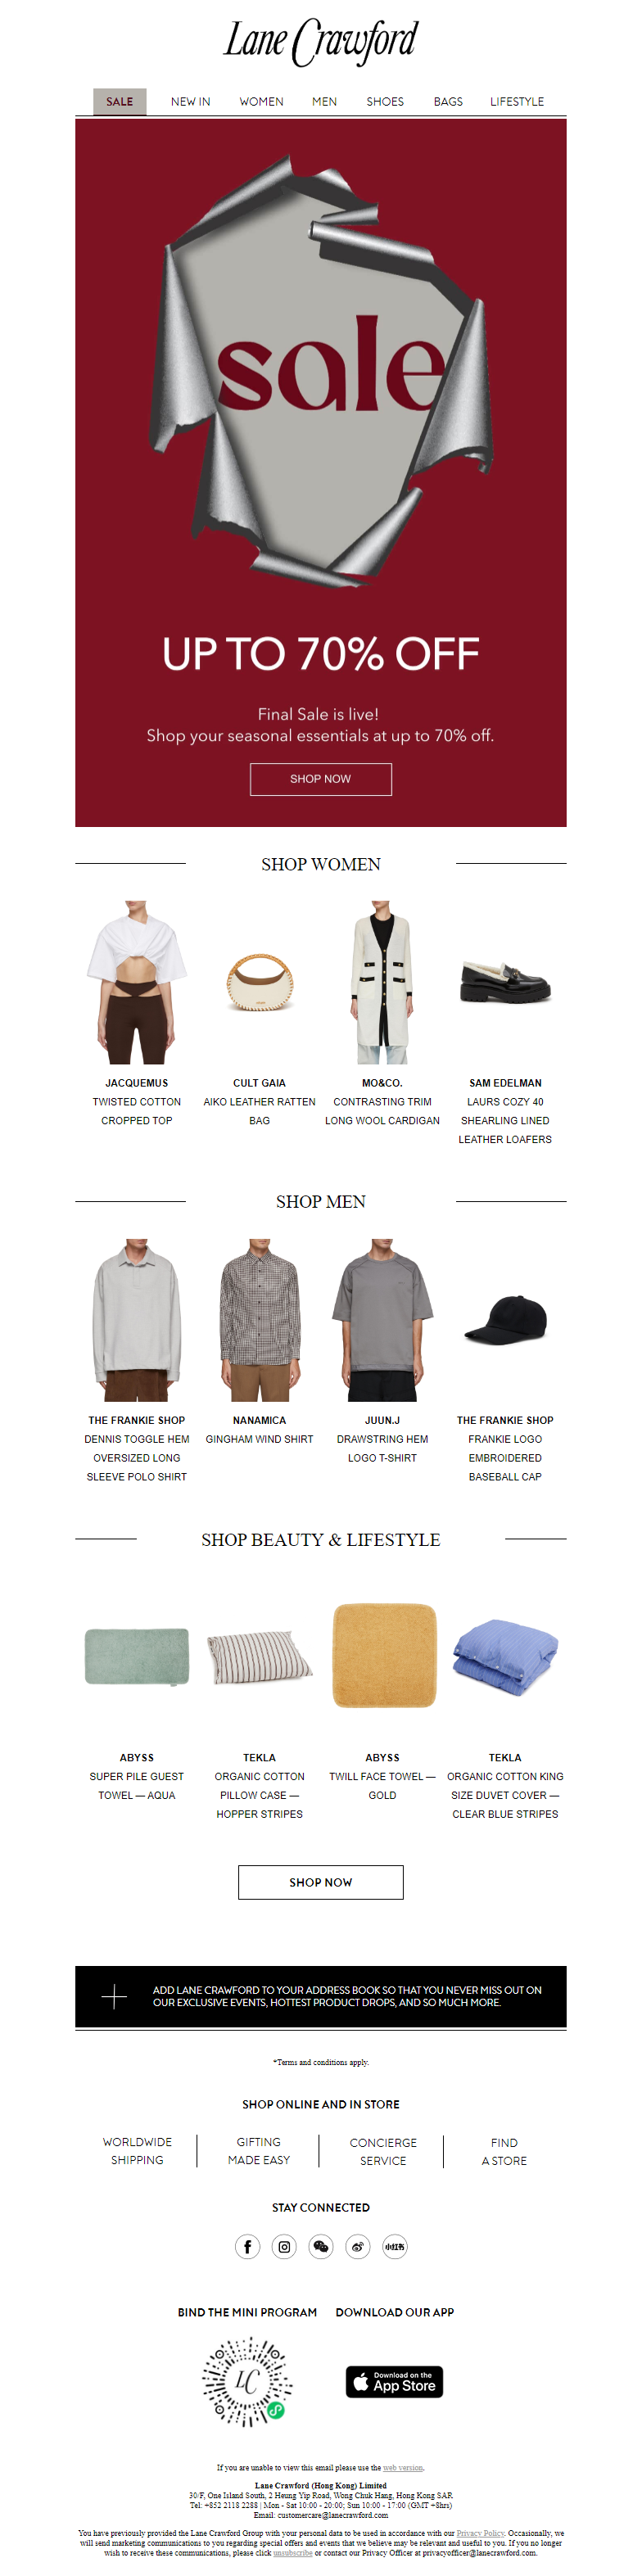 Lane Crawford
SALE NEW IN WOMEN MEN SHOES BAGS LIFESTYLE
sale
UP TO 70% OFF
Final Sale is live!
Shop your seasonal essentials at up to 70% off.
SHOP NOW
SHOP WOMEN
JACQUEMUS
TWISTED COTTON
CROPPED TOP
CULT GAIA
AIKO LEATHER RATTEN
BAG
MO&CO.
CONTRASTING TRIM
LONG WOOL CARDIGAN
SAM EDELMAN
LAURS COZY 40
SHEARLING LINED
LEATHER LOAFERS
SHOP MEN
THE FRANKIE SHOP
DENNIS TOGGLE HEM
OVERSIZED LONG
SLEEVE POLO SHIRT
NANAMICA
GINGHAM WIND SHIRT
JUUN.J
DRAWSTRING HEM
LOGO T-SHIRT
THE FRANKIE SHOP
FRANKIE LOGO
EMBROIDERED
BASEBALL CAP
SHOP BEAUTY & LIFESTYLE
ABYSS
SUPER PILE GUEST
TOWEL — AQUA
TEKLA
ORGANIC COTTON
PILLOW CASE —
HOPPER STRIPES
ABYSS
TWILL FACE TOWEL —
GOLD
TEKLA
ORGANIC COTTON KING
SIZE DUVET COVER —
CLEAR BLUE STRIPES
SHOP NOW
ADD LANE CRAWFORD TO YOUR ADDRESS BOOK SO THAT YOU NEVER MISS OUT ON
OUR EXCLUSIVE EVENTS, HOTTEST PRODUCT DROPS, AND SO MUCH MORE.
*Terms and conditions apply.
SHOP ONLINE AND IN STORE
WORLDWIDE
SHIPPING
GIFTING
MADE EASY
CONCIERGE
SERVICE
FIND
A STORE
STAY CONNECTED
小红书
BIND THE MINI PROGRAM
DOWNLOAD OUR APP
LC
Download on the
App Store
If you are unable to view this email please use the web version.
Lane Crawford (Hong Kong) Limited
30/F, One Island South, 2 Heung Yip Road, Wong Chuk Hang, Hong Kong SAR
Tel: +852 2118 2288 | Mon - Sat 10:00 - 20:00; Sun 10:00 - 17:00 (GMT +8hrs)
Email: customercare@lanecrawford.com
You have previously provided the Lane Crawford Group with your personal data to be used in accordance with our Privacy Policy. Occasionally, we
will send marketing communications to you regarding special offers and events that we believe may be relevant and useful to you. If you no longer
wish to receive these communications, please click unsubscribe or contact our Privacy Officer at privacyofficer@lanecrawford.com.